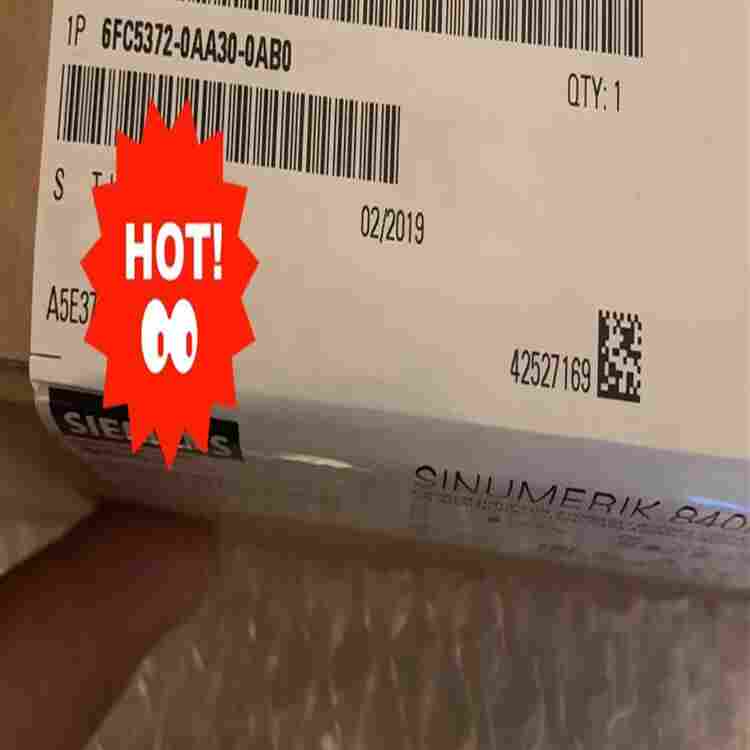 1P 6FC5372-0AA30-0AB0
QTY: 1
S
02/2019
HOT!
A5E37
42527169
SIEMENS
SINUMERIK 840